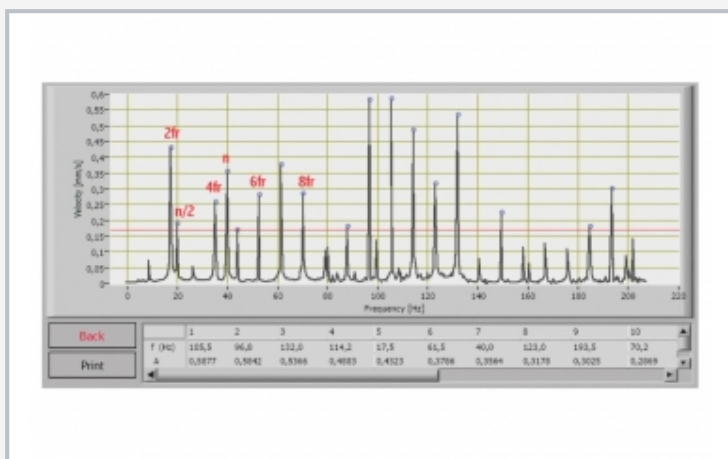 0,6
0,55
0,5
0,45
0,4
0,35
0,3
0,25
0,2
0,15
0,1
0,05
0
Velocity [mm/s]
2fr
n/2
4fr
n
6fr
8fr
0 20 40 60 80 100 120 140 160 180 200 220
Frequency [Hz]
Back
Print
1 2 3 4 5 6 7 8 9 10
f (Hz) 105,5 96,8 132,0 114,2 17,5 61,5 40,0 123,0 193,5 70,2
A 0,5877 0,5842 0,5366 0,4883 0,4323 0,3786 0,3564 0,3178 0,3025 0,2869